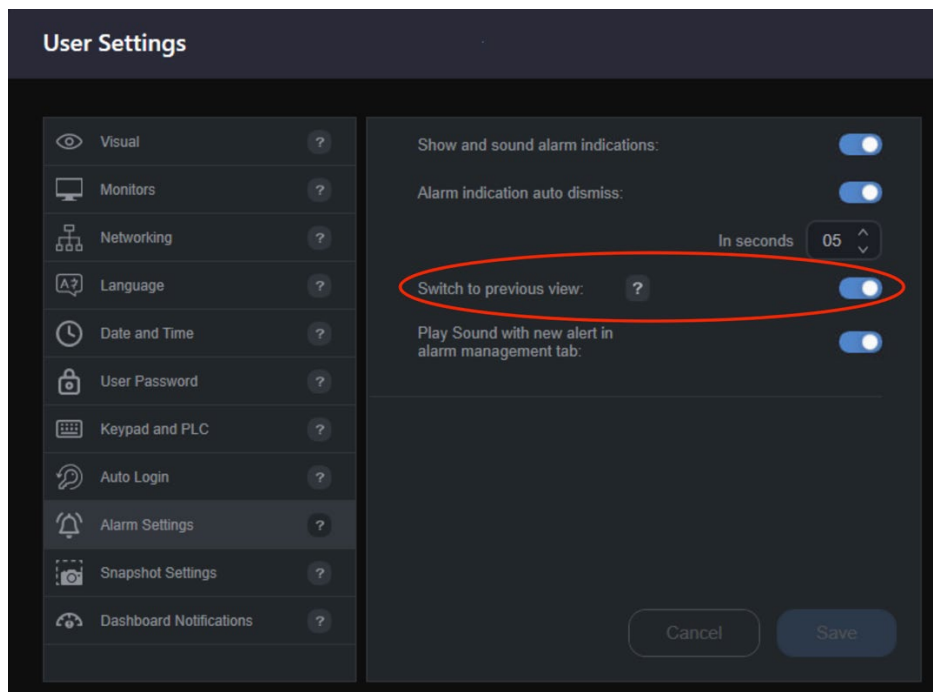 User Settings
Visual ?
Monitors ?
Networking ?
Language ?
Date and Time ?
User Password ?
Keypad and PLC ?
Auto Login ?
Alarm Settings ?
Snapshot Settings ?
Dashboard Notifications ?
Show and sound alarm indications:
Alarm indication auto dismiss:
In seconds 05
Switch to previous view: ?
Play Sound with new alert in
alarm management tab:
Cancel Save